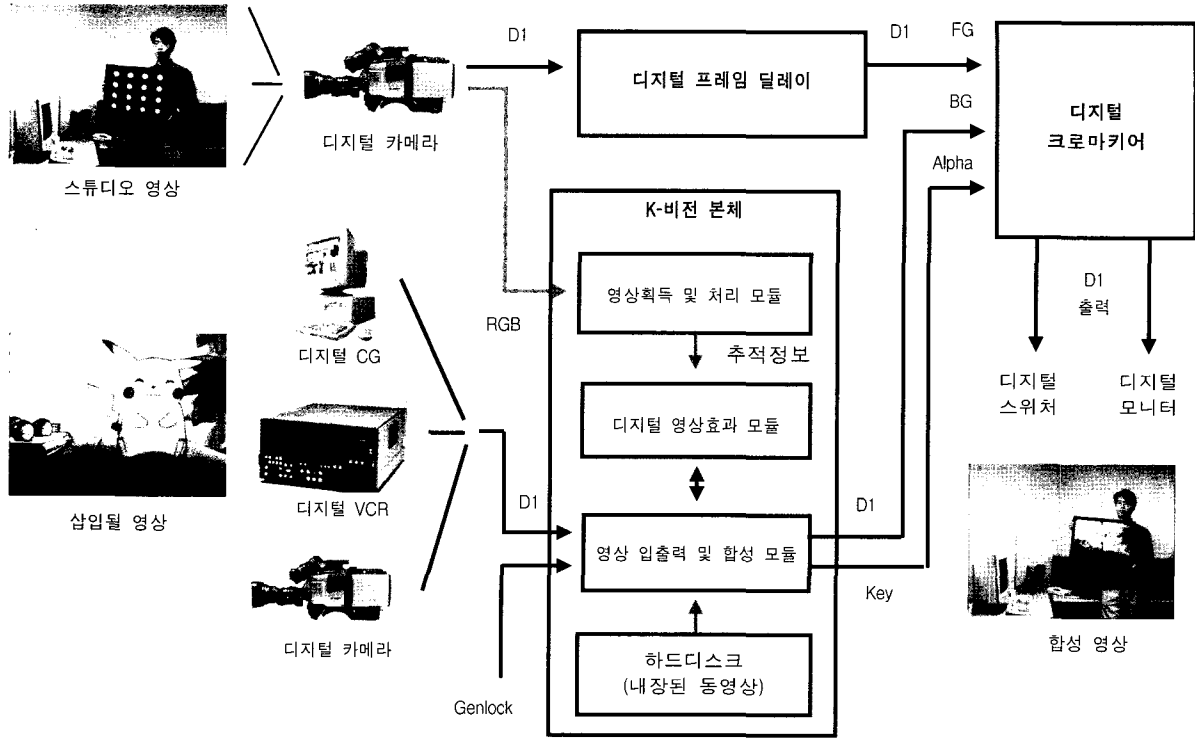 D1
D1
FG
디지털 프레임 딜레이
BG
디지털
크로마키어
디지털 카메라
Alpha
스튜디오 영상
K-비전 본체
영상획득 및 처리 모듈
RGB
D1
출력
디지털 CG
추적정보
디지털
스위처
디지털
모니터
디지털 영상효과 모듈
디지털 VCR
D1
D1
삽입될 영상
영상 입출력 및 합성 모듈
Key
디지털 카메라
합성 영상
하드디스크
(내장된 동영상)
Genlock